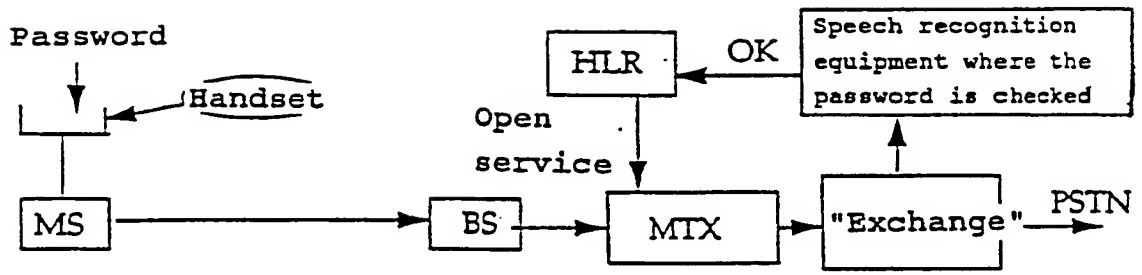 Password
Handset
MS
BS
Open
service
HLR
OK
Speech recognition
equipment where the
password is checked
MTX
"Exchange"
PSTN